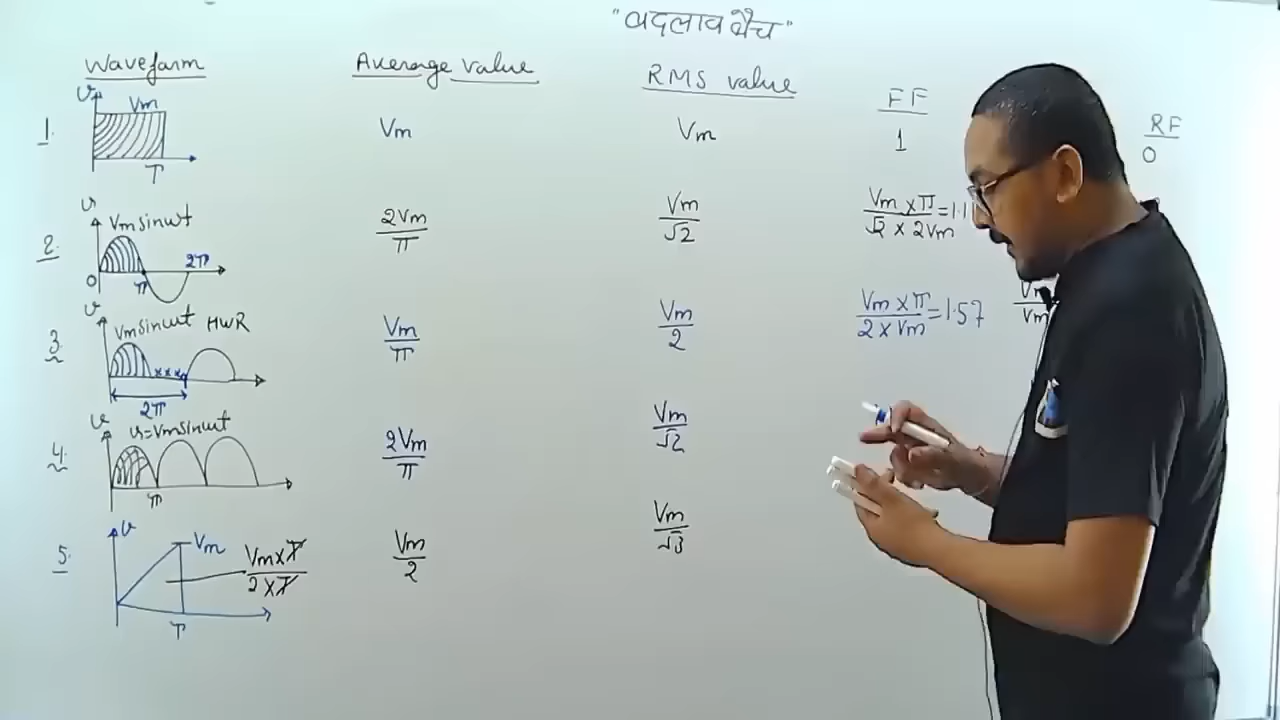 "बदलाव बैच"
Waveform Average value RMS value FF RF
1. v Vm T Vm Vm 1 0
2. v Vm sinωt 0 π 2π 2Vm/π Vm/√2 Vm×π/√2×2Vm=1.11
3. v Vm sinωt HWR xxx 2π Vm/π Vm/2 Vm×π/2×Vm=1.57
4. v v=Vm sinωt π 2Vm/π Vm/√2
5. v Vm T Vm×T/2×T Vm/2 Vm/√3